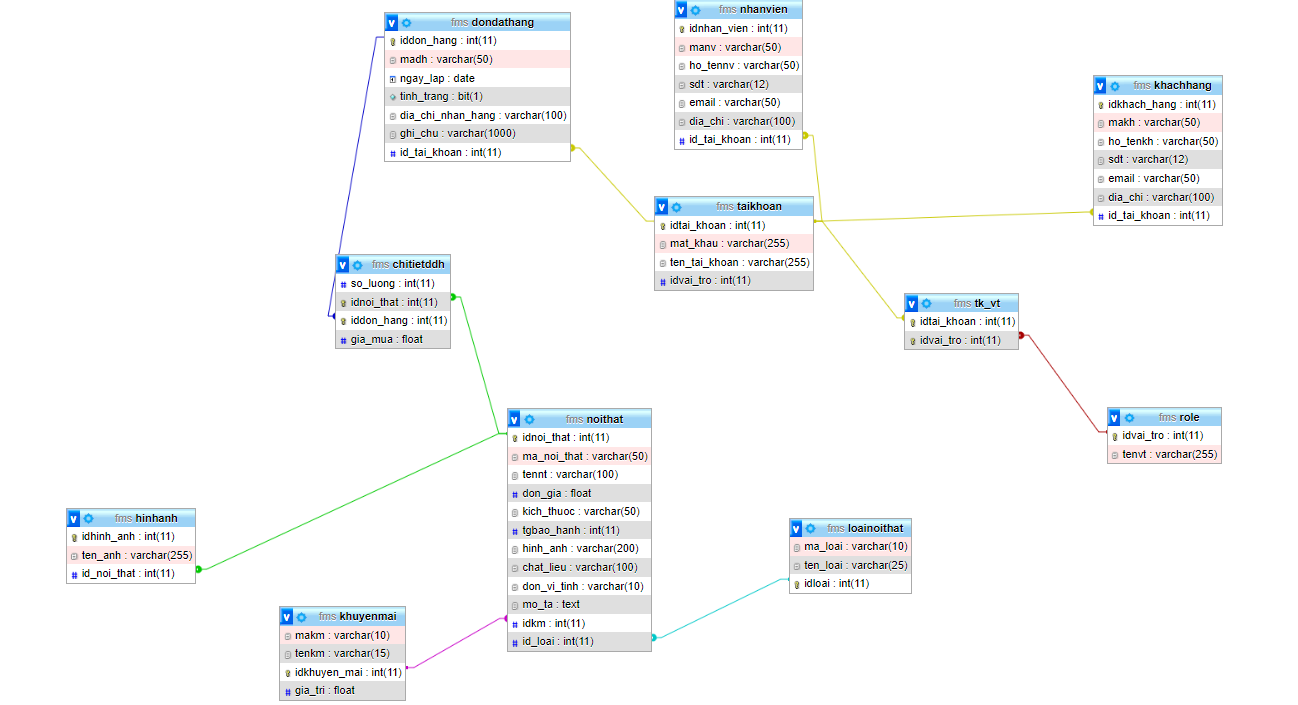 fms dondathang
iddon_hang : int(11)
madh : varchar(50)
ngay_lap : date
tinh_trang : bit(1)
dia_chi_nhan_hang : varchar(100)
ghi_chu : varchar(1000)
id_tai_khoan : int(11)
fms nhanvien
idnhan_vien : int(11)
manv : varchar(50)
ho_tennv : varchar(50)
sdt : varchar(12)
email : varchar(50)
dia_chi : varchar(100)
id_tai_khoan : int(11)
fms khachhang
idkhach_hang : int(11)
makh : varchar(50)
ho_tenkh : varchar(50)
sdt : varchar(12)
email : varchar(50)
dia_chi : varchar(100)
id_tai_khoan : int(11)
fms taikhoan
idtai_khoan : int(11)
mat_khau : varchar(255)
ten_tai_khoan : varchar(255)
idvai_tro : int(11)
fms chitietddh
so_luong : int(11)
idnoi_that : int(11)
iddon_hang : int(11)
gia_mua : float
fms tk_vt
idtai_khoan : int(11)
idvai_tro : int(11)
fms noithat
idnoi_that : int(11)
ma_noi_that : varchar(50)
tennt : varchar(100)
don_gia : float
kich_thuoc : varchar(50)
tgbao_hanh : int(11)
hinh_anh : varchar(200)
chat_lieu : varchar(100)
don_vi_tinh : varchar(10)
mo_ta : text
idkm : int(11)
id_loai : int(11)
fms role
idvai_tro : int(11)
tenvt : varchar(255)
fms hinhanh
idhinh_anh : int(11)
ten_anh : varchar(255)
id_noi_that : int(11)
fms loainoithat
ma_loai : varchar(10)
ten_loai : varchar(25)
idloai : int(11)
fms khuyenmai
makm : varchar(10)
tenkm : varchar(15)
idkhuyen_mai : int(11)
gia_tri : float